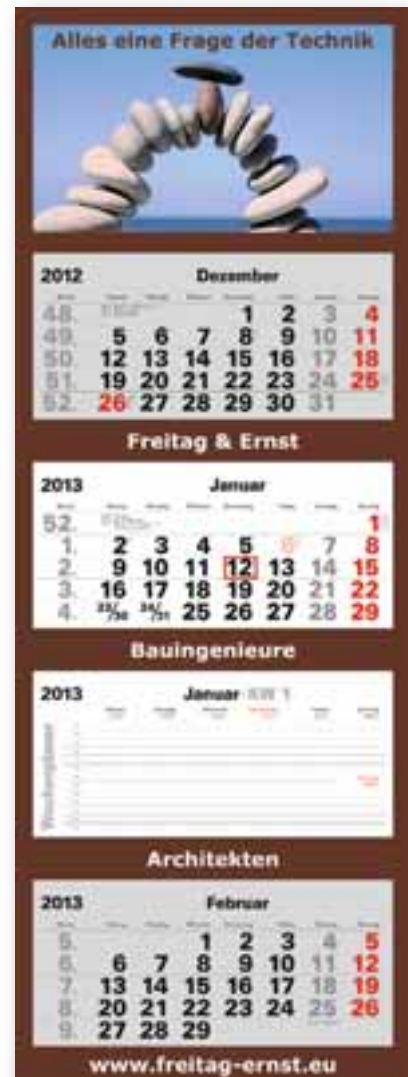 Alles eine Frage der Technik
2012 Dezember
48. 1 2 3 4
49. 5 6 7 8 9 10 11
50. 12 13 14 15 16 17 18
51. 19 20 21 22 23 24 25
52. 26 27 28 29 30 31
Freitag & Ernst
2013 Januar
52. 1
1. 2 3 4 5 6 7 8
2. 9 10 11 12 13 14 15
3. 16 17 18 19 20 21 22
4. 23/30 24/31 25 26 27 28 29
Bauingenieure
2013 Januar KW 1
Wochenplaner
Architekten
2013 Februar
5. 1 2 3 4 5
6. 6 7 8 9 10 11 12
7. 13 14 15 16 17 18 19
8. 20 21 22 23 24 25 26
9. 27 28 29
www.freitag-ernst.eu